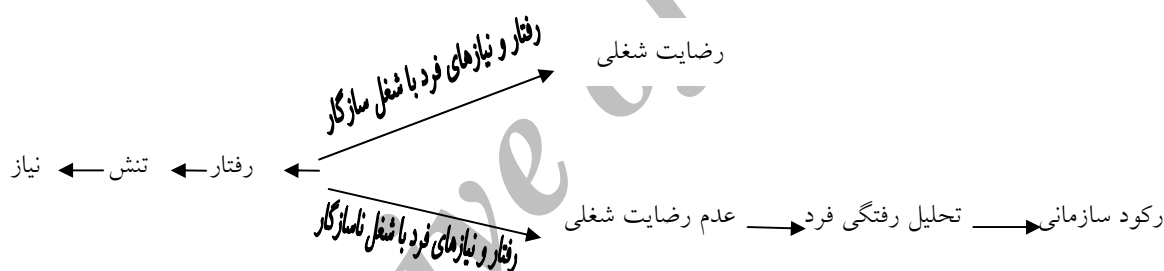 رفتار و نیازهای فرد با شغل سازگار
رضایت شغلی
نیاز
تنش
رفتار
رفتار و نیازهای فرد با شغل ناسازگار
عدم رضایت شغلی
تحلیل رفتگی فرد
رکود سازمانی